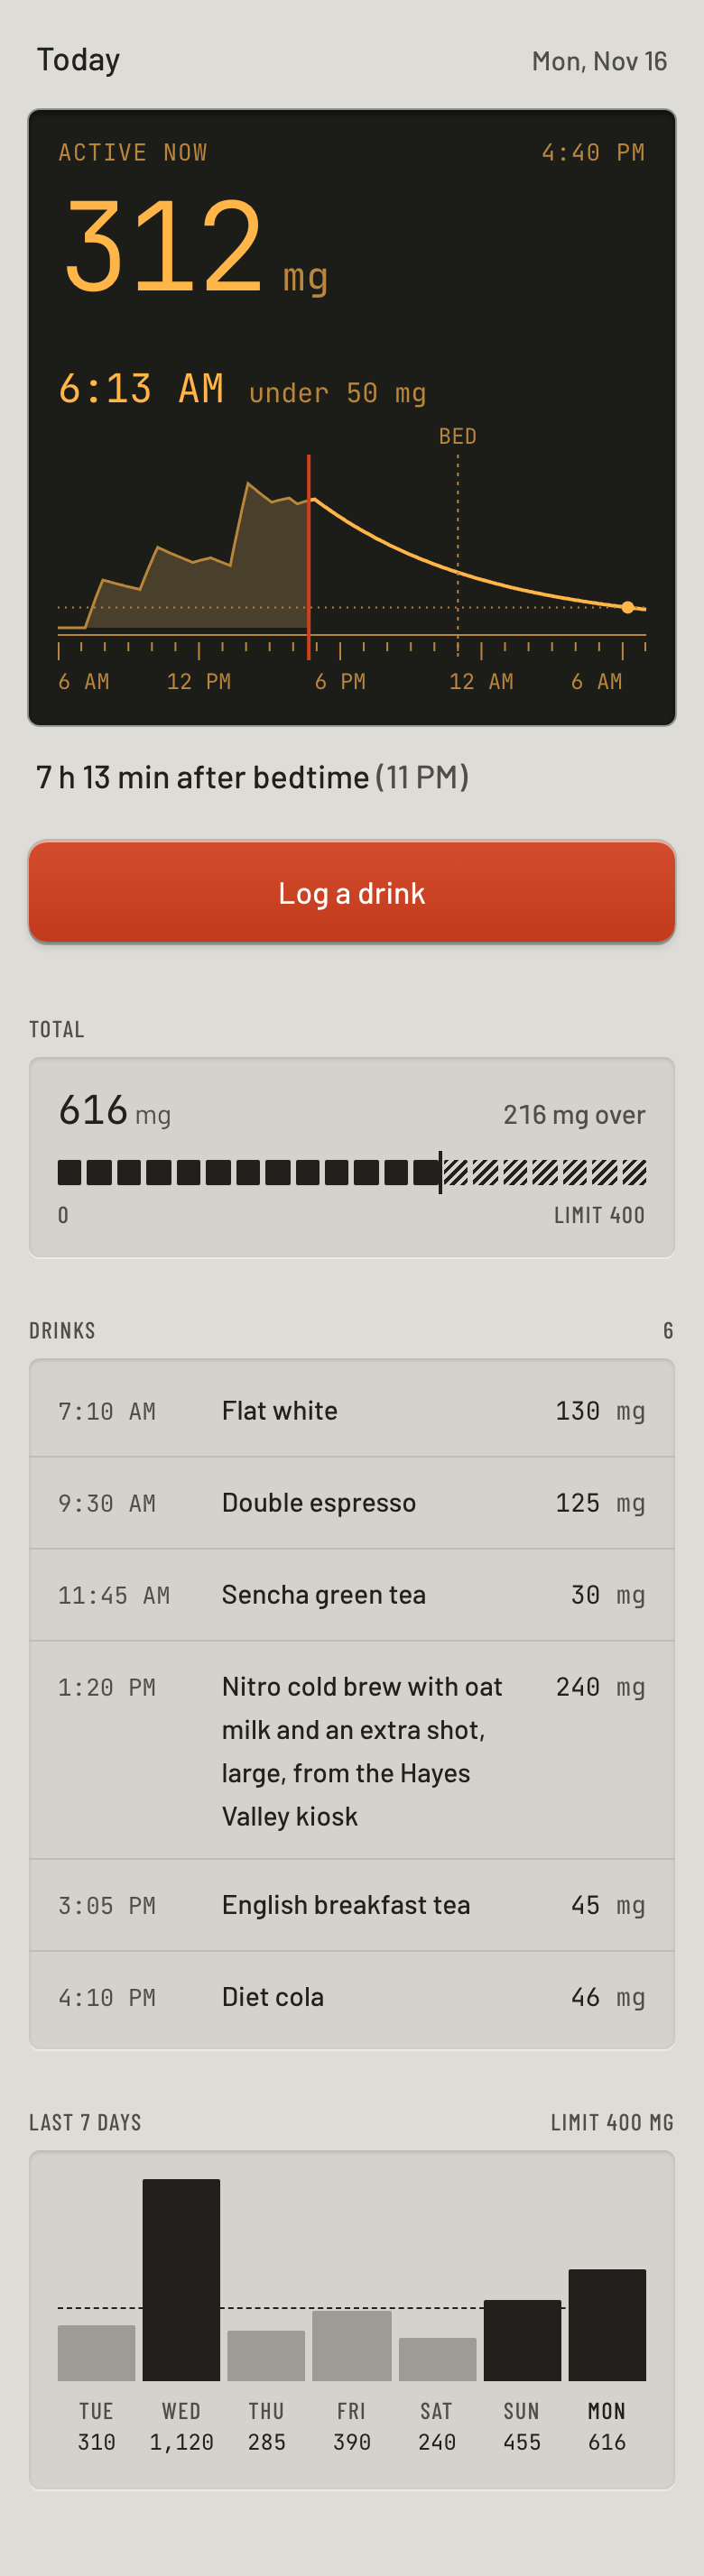 Today
Mon, Nov 16
ACTIVE NOW
4:40 PM
312 mg
6:13 AM under 50 mg
BED
6 AM 12 PM 6 PM 12 AM 6 AM
7 h 13 min after bedtime (11 PM)
Log a drink
TOTAL
616 mg
216 mg over
0
LIMIT 400
DRINKS
6
7:10 AM Flat white 130 mg
9:30 AM Double espresso 125 mg
11:45 AM Sencha green tea 30 mg
1:20 PM Nitro cold brew with oat 240 mg
milk and an extra shot,
large, from the Hayes
Valley kiosk
3:05 PM English breakfast tea 45 mg
4:10 PM Diet cola 46 mg
LAST 7 DAYS
LIMIT 400 MG
TUE WED THU FRI SAT SUN MON
310 1,120 285 390 240 455 616